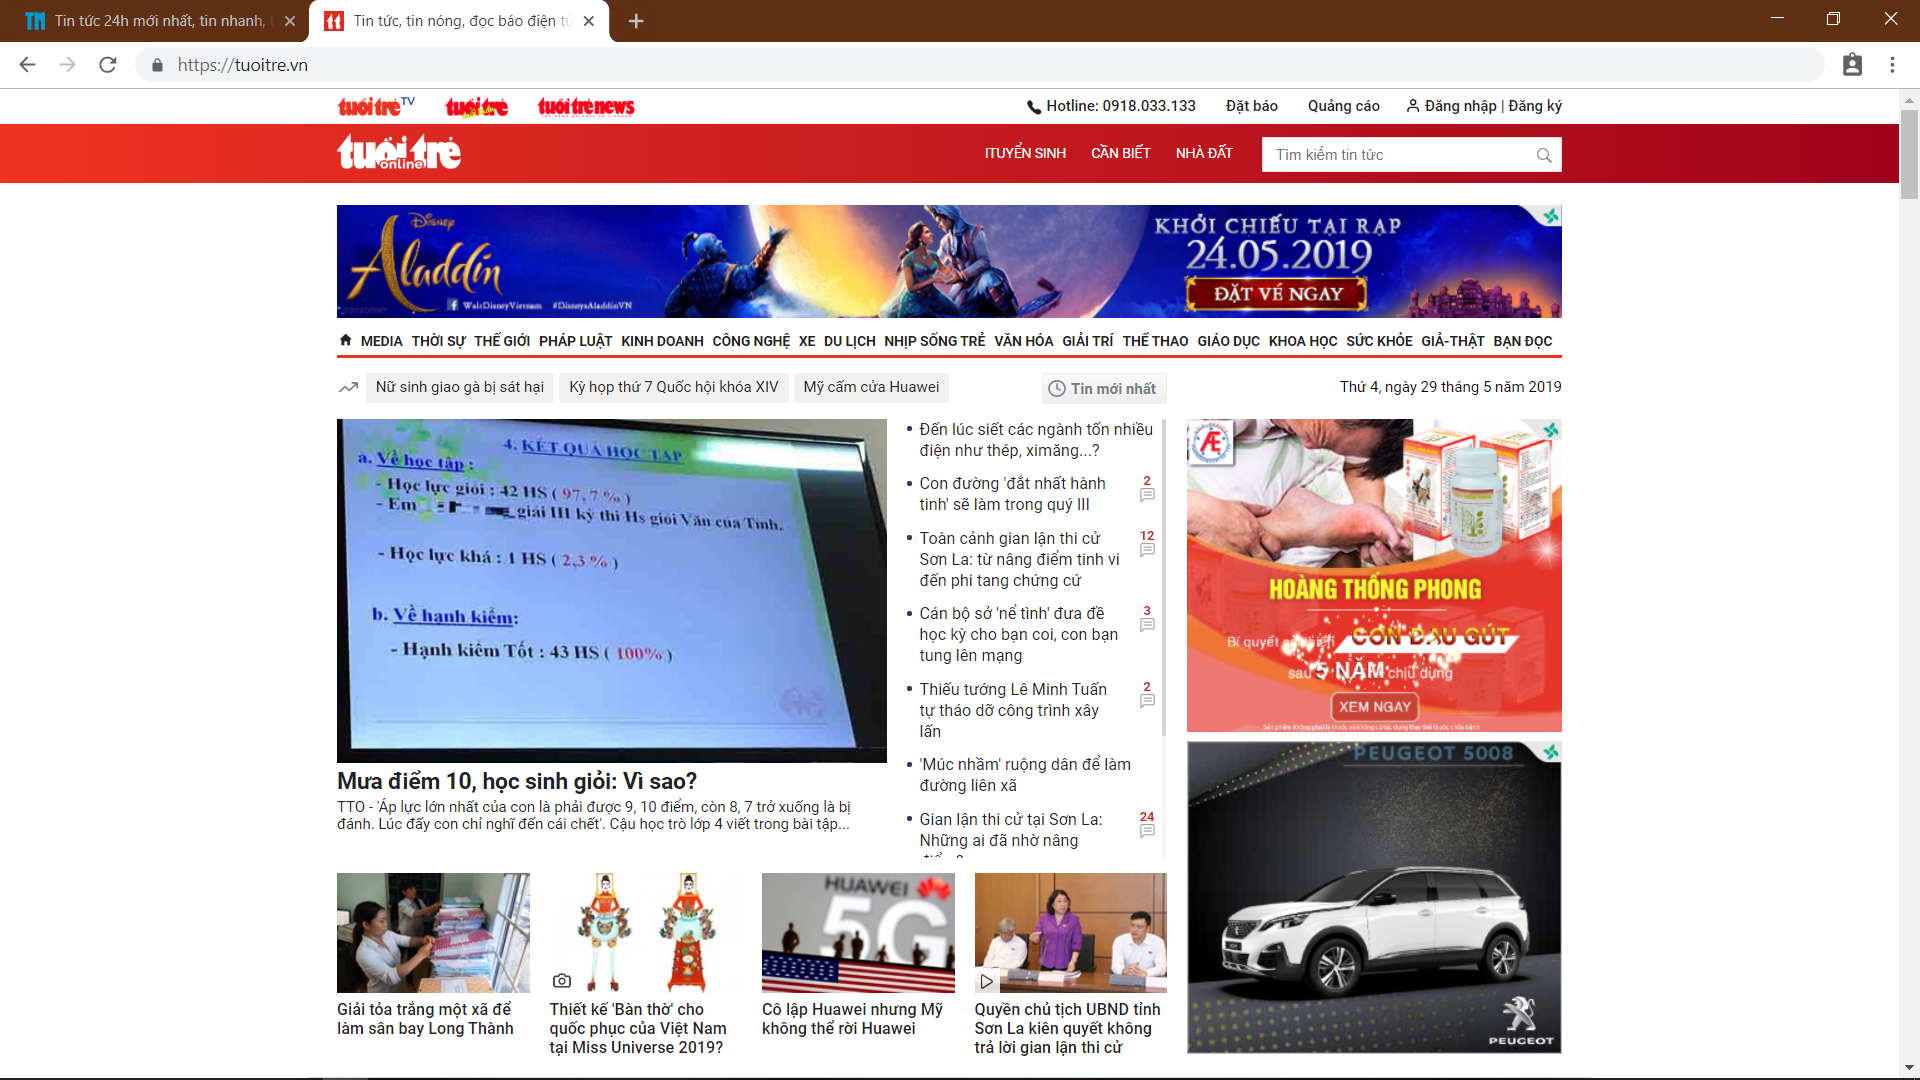 Tin tức 24h mới nhất, tin nhanh,
Tin tức, tin nóng, đọc báo điện tử
https://tuoitre.vn
tuổi trẻ TV
tuổi trẻ
tuổi trẻ news
Hotline: 0918.033.133
Đặt báo
Quảng cáo
Đăng nhập | Đăng ký
tuổi trẻ
online
ITUYỂN SINH
CẦN BIẾT
NHÀ ĐẤT
Tìm kiếm tin tức
Disney
Aladdin
WaltDisneyVietnam #DisneysAladdinVN
KHỞI CHIẾU TẠI RẠP
24.05.2019
ĐẶT VÉ NGAY
MEDIA THỜI SỰ THẾ GIỚI PHÁP LUẬT KINH DOANH CÔNG NGHỆ XE DU LỊCH NHỊP SỐNG TRẺ VĂN HÓA GIẢI TRÍ THỂ THAO GIÁO DỤC KHOA HỌC SỨC KHỎE GIẢ-THẬT BẠN ĐỌC
Nữ sinh giao gà bị sát hại
Kỳ họp thứ 7 Quốc hội khóa XIV
Mỹ cấm cửa Huawei
Tin mới nhất
Thứ 4, ngày 29 tháng 5 năm 2019
4. KẾT QUẢ HỌC TẬP
a. Về học tập :
- Học lực giỏi : 42 HS ( 97,7 % )
- Em giải III kỳ thi Hs giỏi Văn của Tỉnh.
- Học lực khá : 1 HS ( 2,3 % )
b. Về hạnh kiểm:
- Hạnh kiểm Tốt : 43 HS ( 100% )
Mưa điểm 10, học sinh giỏi: Vì sao?
TTO - 'Áp lực lớn nhất của con là phải được 9, 10 điểm, còn 8, 7 trở xuống là bị
đánh. Lúc đấy con chỉ nghĩ đến cái chết'. Cậu học trò lớp 4 viết trong bài tập...
Đến lúc siết các ngành tốn nhiều
điện như thép, ximăng...?
Con đường 'đắt nhất hành
tinh' sẽ làm trong quý III
2
Toàn cảnh gian lận thi cử
Sơn La: từ nâng điểm tinh vi
đến phi tang chứng cứ
12
Cán bộ sở 'nể tình' đưa đề
học kỳ cho bạn coi, con bạn
tung lên mạng
3
Thiếu tướng Lê Minh Tuấn
tự tháo dỡ công trình xây
lấn
2
'Múc nhầm' ruộng dân để làm
đường liên xã
Gian lận thi cử tại Sơn La:
Những ai đã nhờ nâng
24
HOÀNG THỐNG PHONG
Bí quyết CƠN ĐAU GÚT
sau 5 NĂM chịu đựng
XEM NGAY
PEUGEOT 5008
PEUGEOT
Giải tỏa trắng một xã để
làm sân bay Long Thành
Thiết kế 'Bàn thờ' cho
quốc phục của Việt Nam
tại Miss Universe 2019?
HUAWEI
5G
Cô lập Huawei nhưng Mỹ
không thể rời Huawei
Quyền chủ tịch UBND tỉnh
Sơn La kiên quyết không
trả lời gian lận thi cử